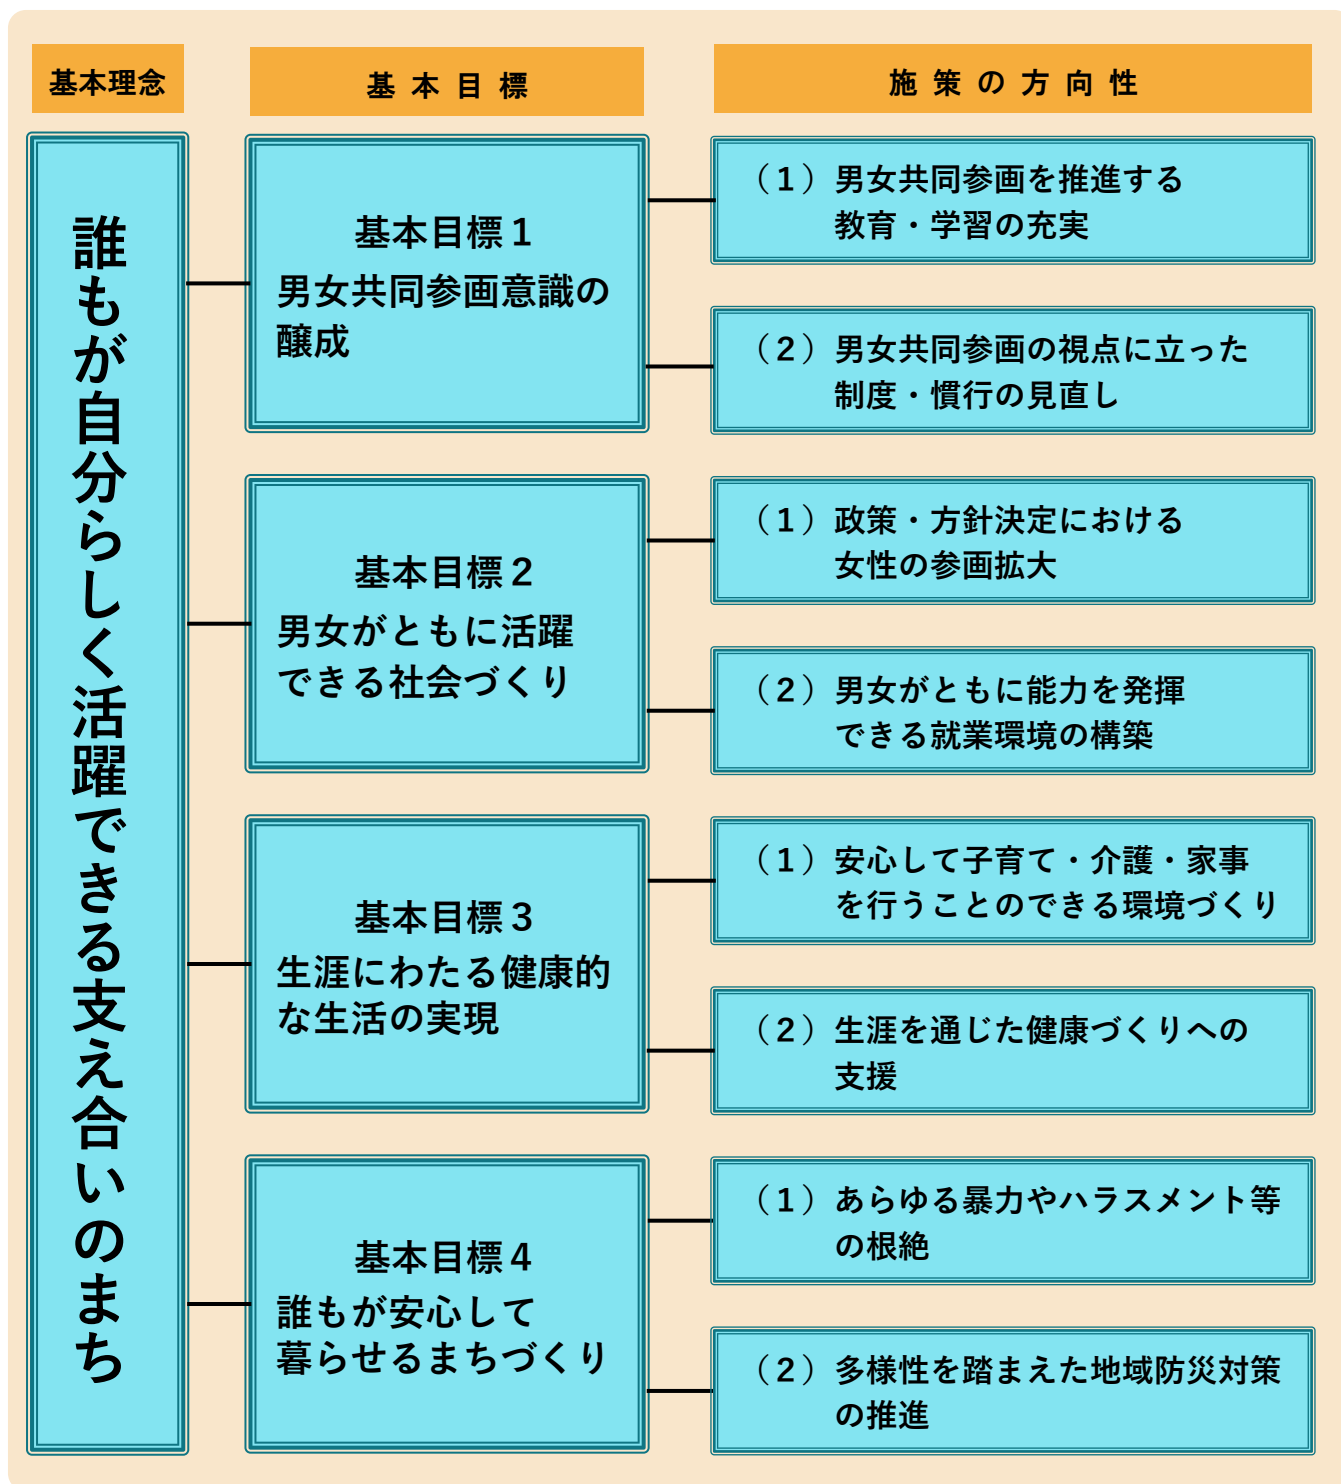 基本理念
基本目標
施策の方向性
誰もが自分らしく活躍できる支え合いのまち
基本目標１
男女共同参画意識の
醸成
（１）男女共同参画を推進する
教育・学習の充実
（２）男女共同参画の視点に立った
制度・慣行の見直し
基本目標２
男女がともに活躍
できる社会づくり
（１）政策・方針決定における
女性の参画拡大
（２）男女がともに能力を発揮
できる就業環境の構築
基本目標３
生涯にわたる健康的
な生活の実現
（１）安心して子育て・介護・家事
を行うことのできる環境づくり
（２）生涯を通じた健康づくりへの
支援
基本目標４
誰もが安心して
暮らせるまちづくり
（１）あらゆる暴力やハラスメント等
の根絶
（２）多様性を踏まえた地域防災対策
の推進